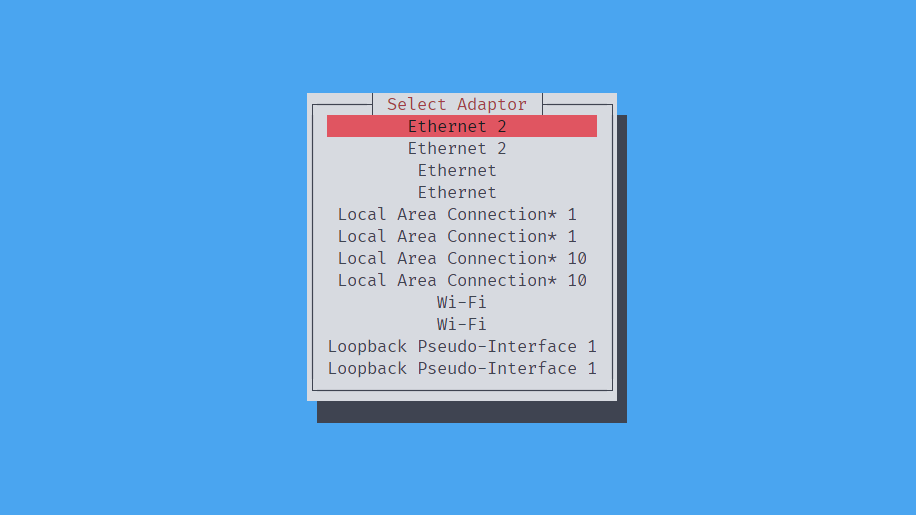 Select Adaptor
Ethernet 2
Ethernet 2
Ethernet
Ethernet
Local Area Connection* 1
Local Area Connection* 1
Local Area Connection* 10
Local Area Connection* 10
Wi-Fi
Wi-Fi
Loopback Pseudo-Interface 1
Loopback Pseudo-Interface 1